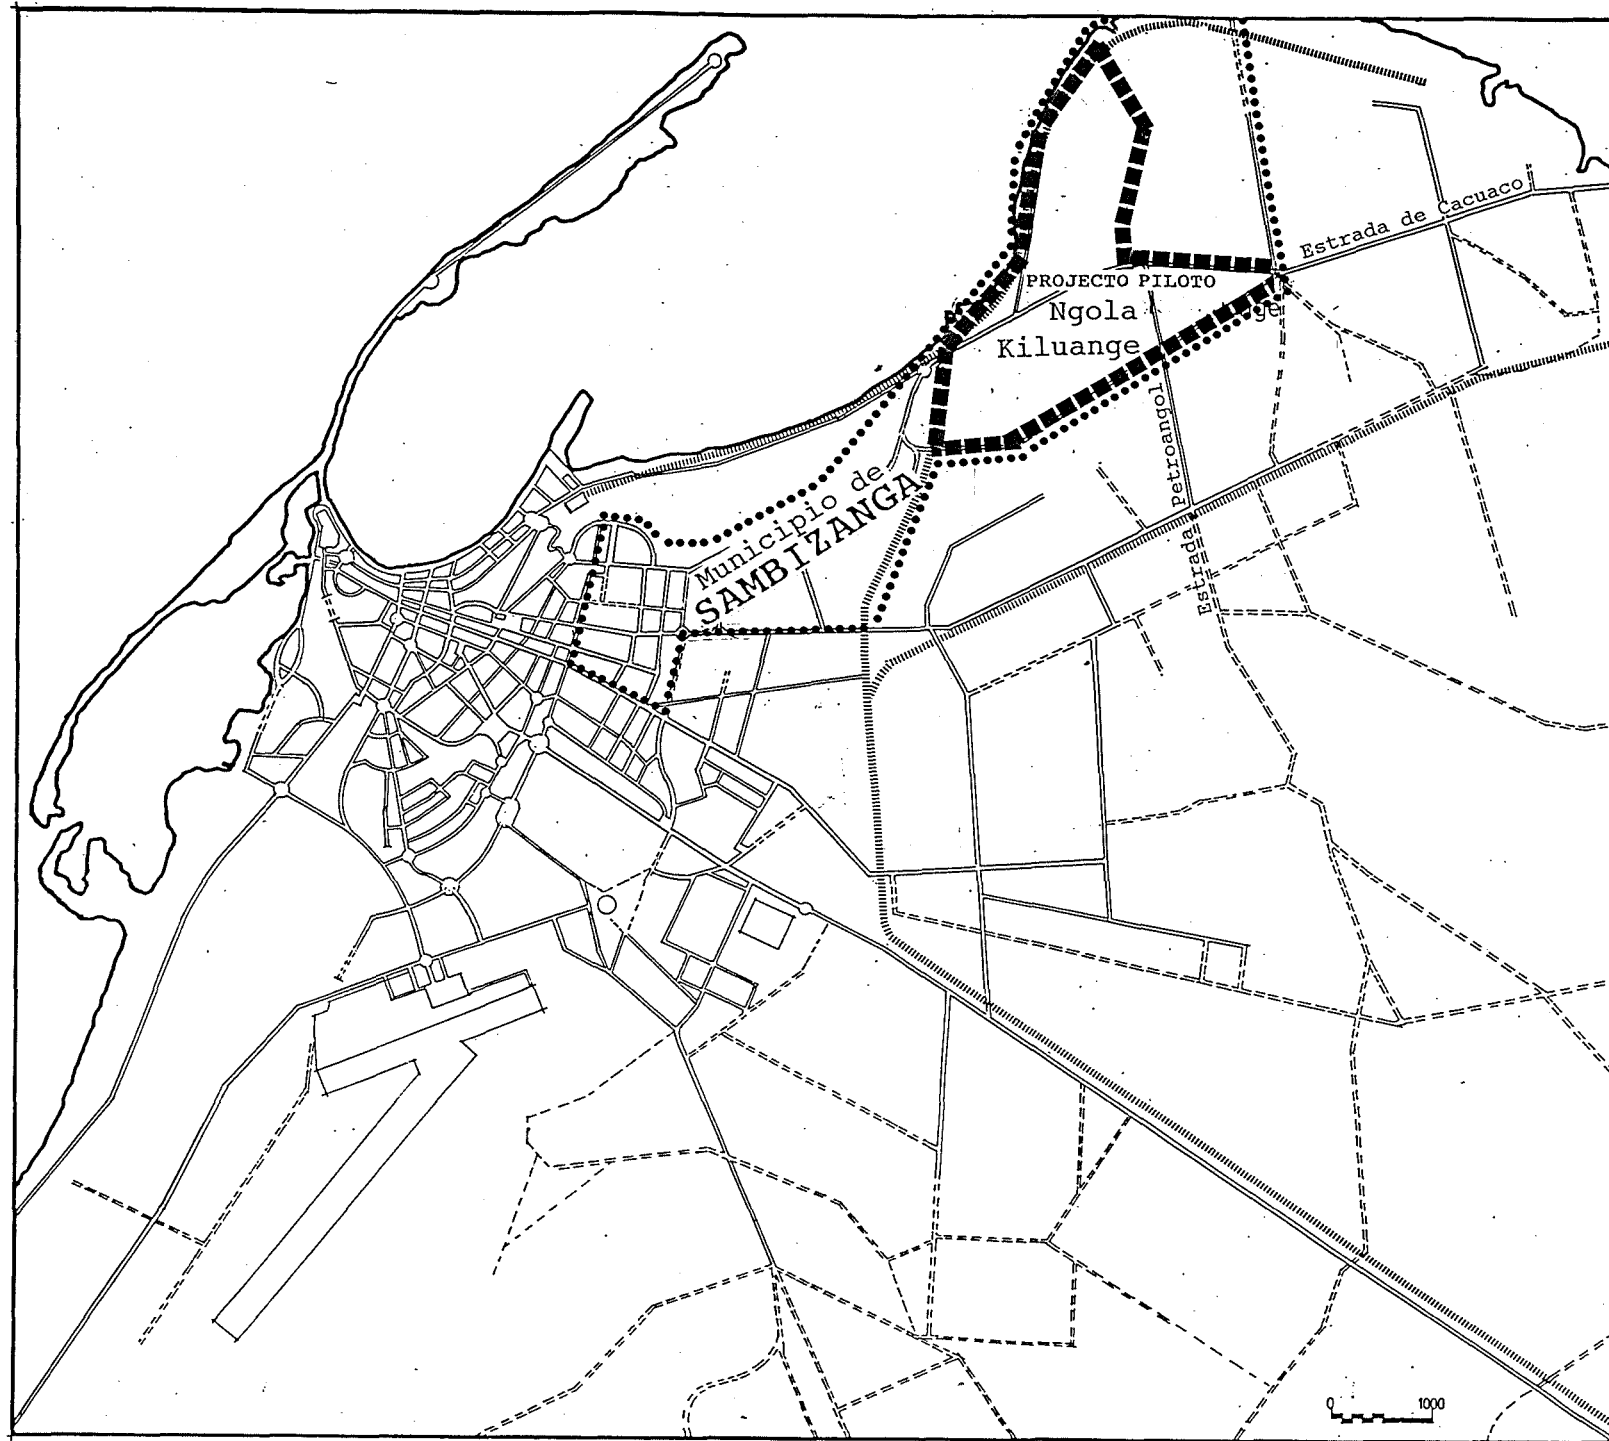 Estrada de Cacuaco
PROJECTO PILOTO
Ngola
Kiluange
Estrada Petroangol
Municipio de
SAMBIZANGA
0 1000